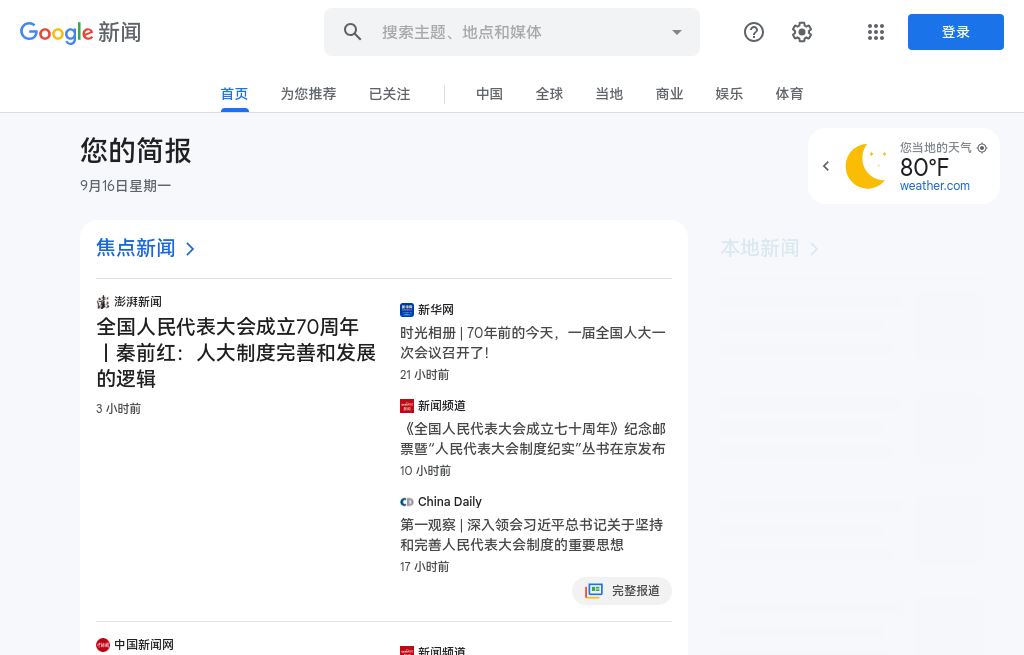 Google 新闻
搜索主题、地点和媒体
登录
首页
为您推荐
已关注
中国
全球
当地
商业
娱乐
体育
您的简报
9月16日星期一
您当地的天气
80°F
weather.com
焦点新闻
澎湃新闻
全国人民代表大会成立70周年
丨秦前红：人大制度完善和发展
的逻辑
3 小时前
新华网
时光相册 | 70年前的今天，一届全国人大一
次会议召开了！
21 小时前
新闻频道
《全国人民代表大会成立七十周年》纪念邮
票暨“人民代表大会制度纪实”丛书在京发布
10 小时前
China Daily
第一观察 | 深入领会习近平总书记关于坚持
和完善人民代表大会制度的重要思想
17 小时前
完整报道
中国新闻网
新闻频道
本地新闻